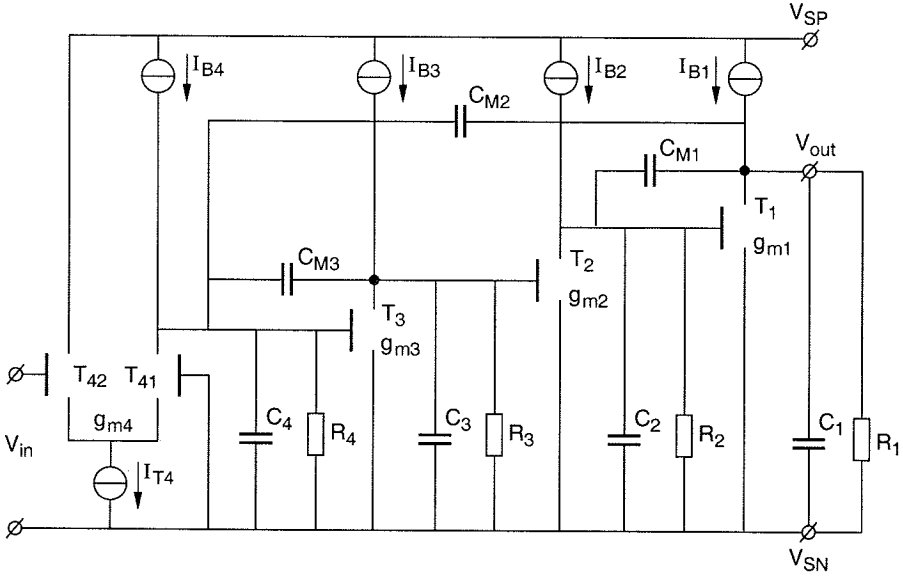 V_SP
I_B4
I_B3
I_B2
I_B1
C_M2
V_out
C_M1
T_1
g_m1
C_M3
T_2
g_m2
T_3
g_m3
T_42
T_41
g_m4
V_in
C_4
R_4
C_3
R_3
C_2
R_2
C_1
R_1
I_T4
V_SN